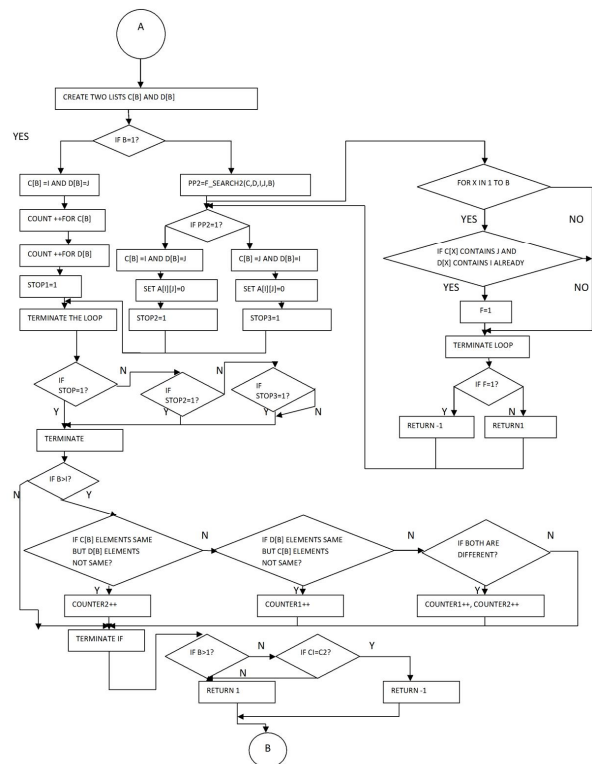 A
CREATE TWO LISTS C[B] AND D[B]
YES
IF B=1?
C[B] =I AND D[B]=J
COUNT ++FOR C[B]
COUNT ++FOR D[B]
STOP1=1
TERMINATE THE LOOP
PP2=F_SEARCH2(C,D,I,J,B)
IF PP2=1?
C[B] =I AND D[B]=J
SET A[I][J]=0
STOP2=1
C[B] =J AND D[B]=I
SET A[I][J]=0
STOP3=1
FOR X IN 1 TO B
YES
NO
IF C[X] CONTAINS J AND
D[X] CONTAINS I ALREADY
YES
NO
F=1
TERMINATE LOOP
IF F=1?
Y
N
RETURN -1
RETURN1
IF
STOP=1?
N
Y
IF
STOP2=1?
N
Y
IF
STOP3=1?
Y
N
TERMINATE
IF B>I?
N
Y
IF C[B] ELEMENTS SAME
BUT D[B] ELEMENTS
NOT SAME?
N
Y
IF D[B] ELEMENTS SAME
BUT C[B] ELEMENTS
NOT SAME?
N
Y
IF BOTH ARE
DIFFERENT?
N
Y
COUNTER2++
COUNTER1++
COUNTER1++, COUNTER2++
TERMINATE IF
IF B>1?
N
IF CI=C2?
Y
N
RETURN 1
RETURN -1
B